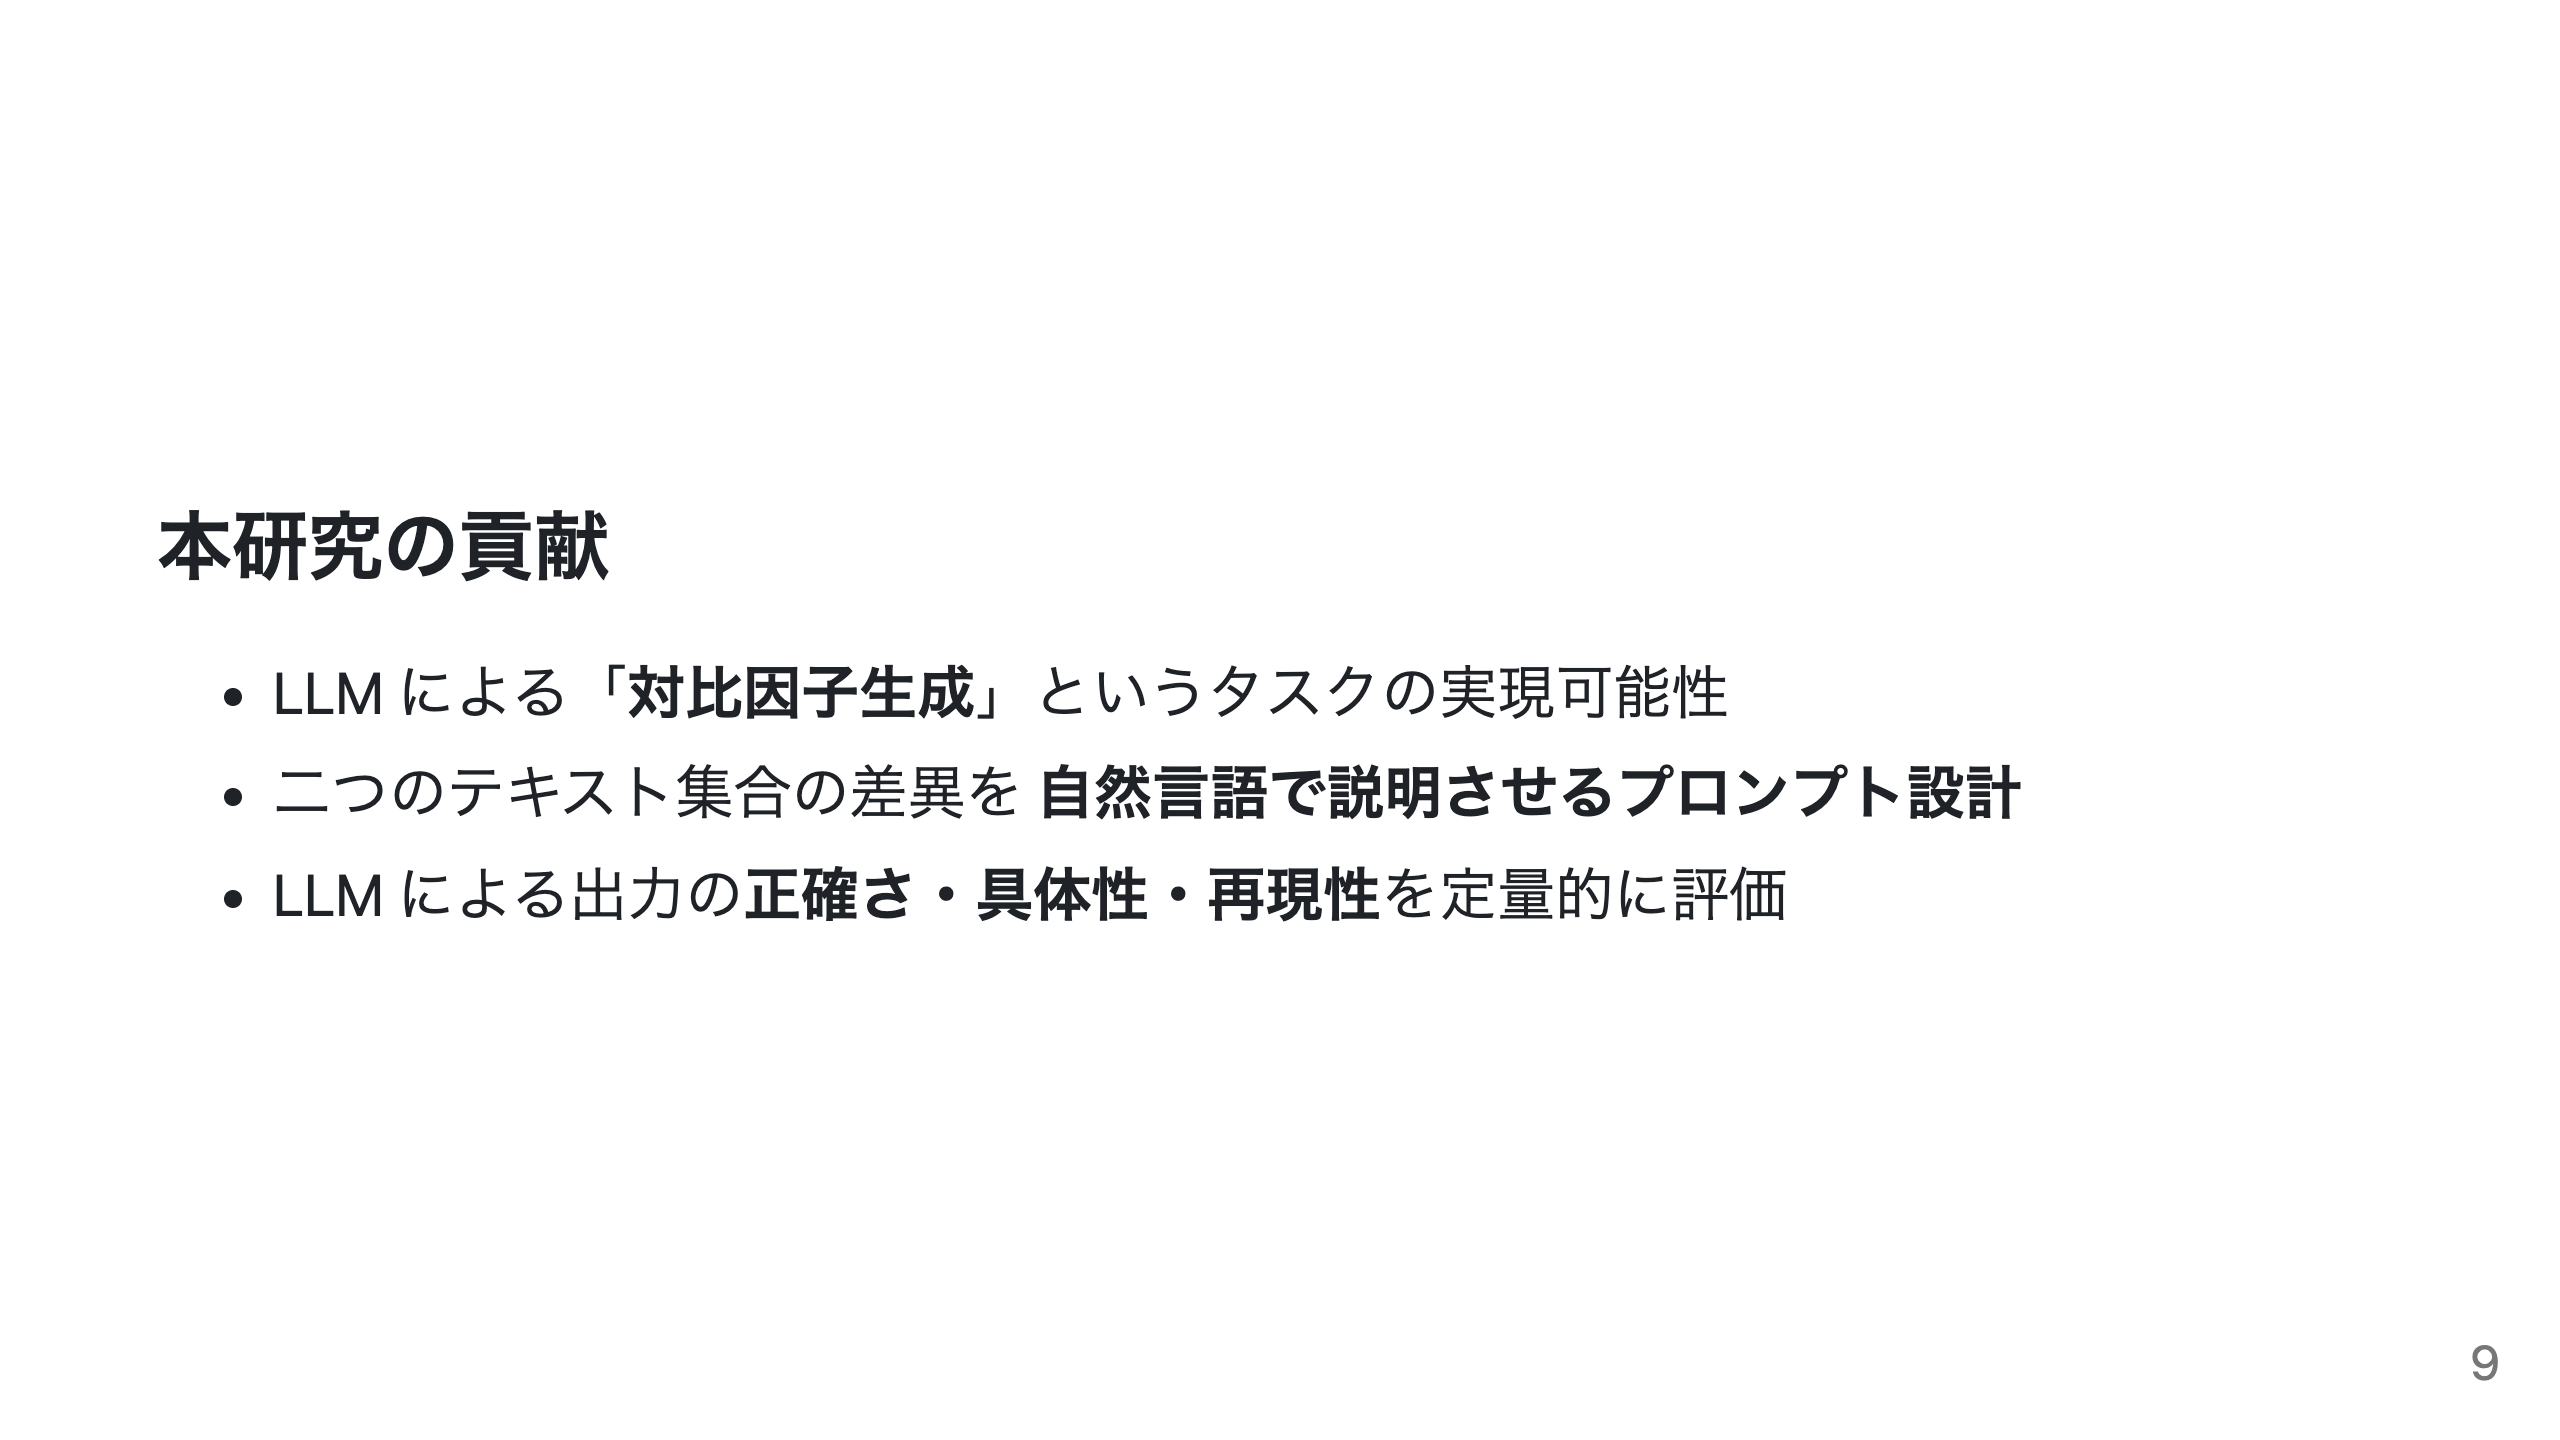 本研究の貢献
• LLM による「対比因子生成」というタスクの実現可能性
• 二つのテキスト集合の差異を 自然言語で説明させるプロンプト設計
• LLM による出力の正確さ・具体性・再現性を定量的に評価
9